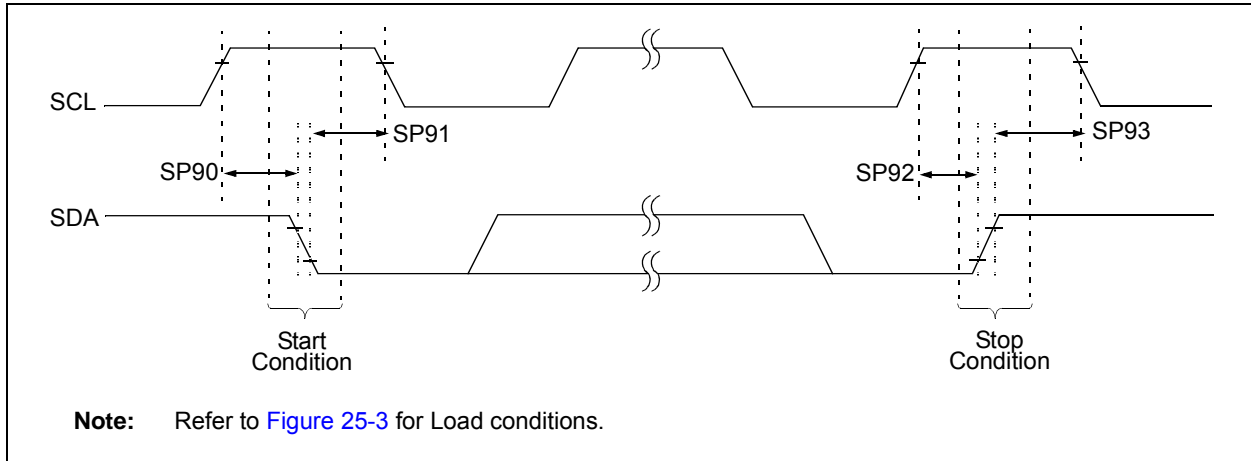 SCL
SP91
SP93
SP90
SP92
SDA
Start
Condition
Stop
Condition
Note: Refer to Figure 25-3 for Load conditions.